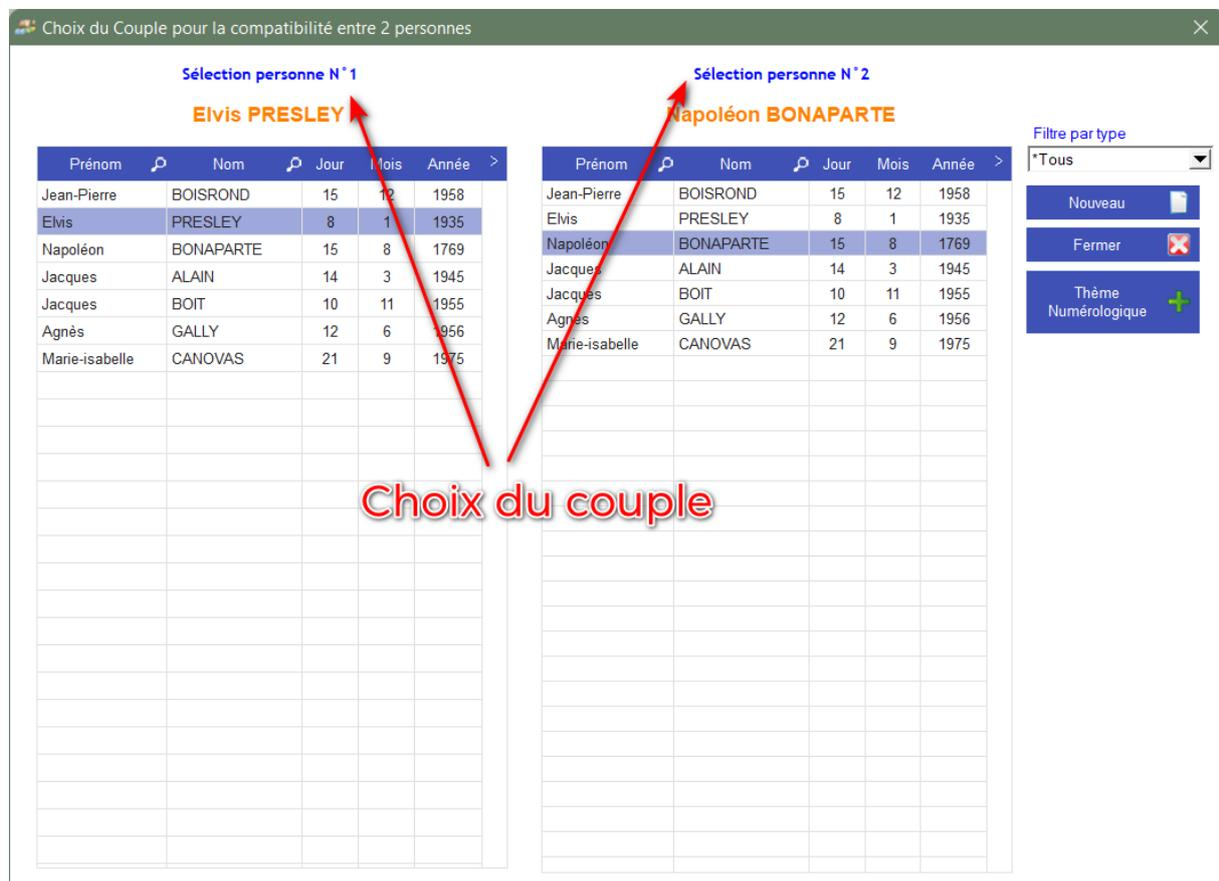 Choix du Couple pour la compatibilité entre 2 personnes
Sélection personne N°1
Elvis PRESLEY
Prénom Nom Jour Mois Année >
Jean-Pierre BOISROND 15 12 1958
Elvis PRESLEY 8 1 1935
Napoléon BONAPARTE 15 8 1769
Jacques ALAIN 14 3 1945
Jacques BOIT 10 11 1955
Agnès GALLY 12 6 1956
Marie-isabelle CANOVAS 21 9 1975
Sélection personne N°2
Napoléon BONAPARTE
Prénom Nom Jour Mois Année >
Jean-Pierre BOISROND 15 12 1958
Elvis PRESLEY 8 1 1935
Napoléon BONAPARTE 15 8 1769
Jacques ALAIN 14 3 1945
Jacques BOIT 10 11 1955
Agnès GALLY 12 6 1956
Marie-isabelle CANOVAS 21 9 1975
Choix du couple
Filtre par type
*Tous
Nouveau
Fermer
Thème
Numérologique